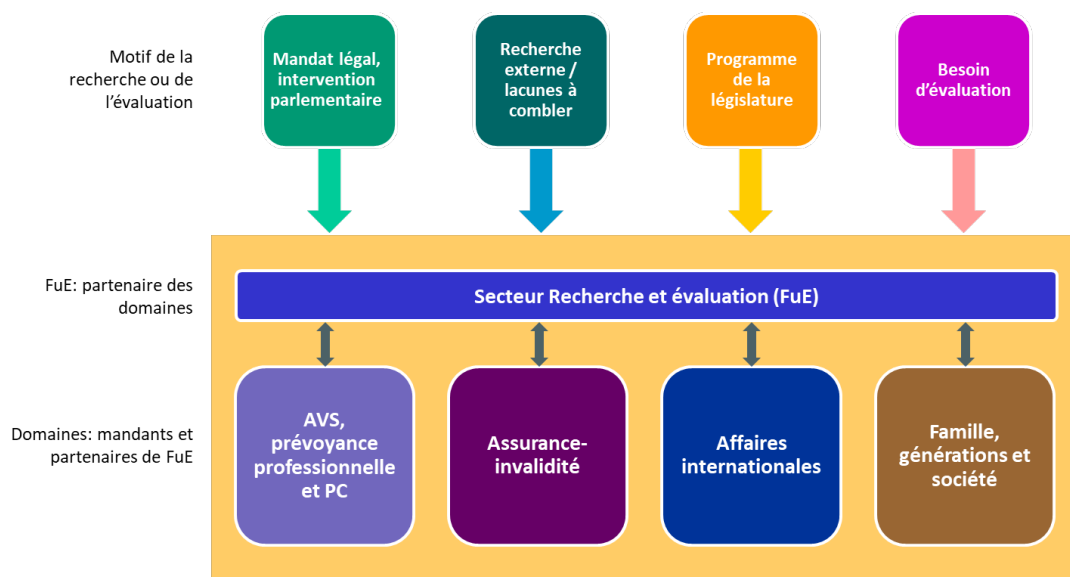 Motif de la
recherche ou de
l'évaluation
Mandat légal,
intervention
parlementaire
Recherche
externe /
lacunes à
combler
Programme
de la
législature
Besoin
d'évaluation
FuE: partenaire des
domaines
Secteur Recherche et évaluation (FuE)
Domaines: mandants et
partenaires de FuE
AVS,
prévoyance
professionnelle
et PC
Assurance-
invalidité
Affaires
internationales
Famille,
générations et
société